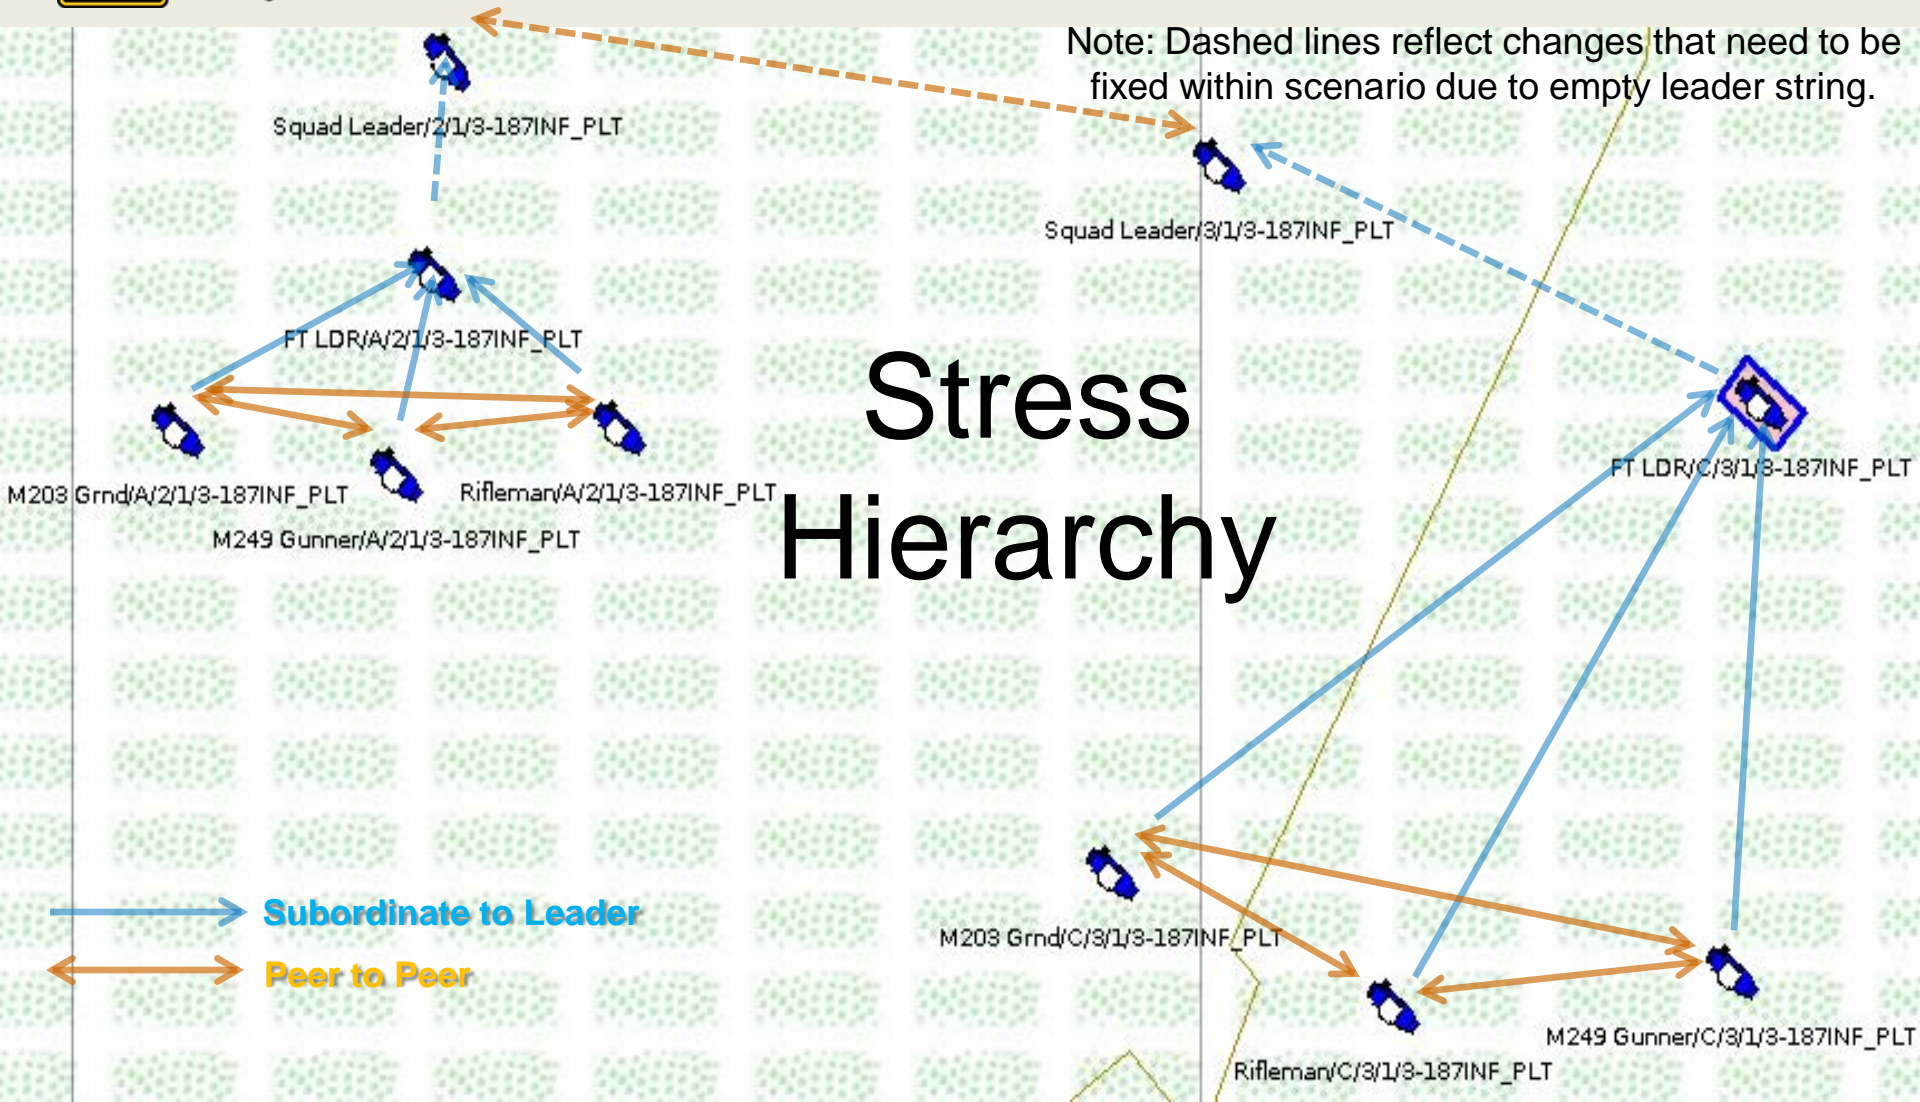 Note: Dashed lines reflect changes that need to be
fixed within scenario due to empty leader string.
Squad Leader/2/1/3-187INF_PLT
Squad Leader/3/1/3-187INF_PLT
FT LDR/A/2/1/3-187INF_PLT
Stress
Hierarchy
FT LDR/C/3/1/3-187INF_PLT
M203 Grnd/A/2/1/3-187INF_PLT
Rifleman/A/2/1/3-187INF_PLT
M249 Gunner/A/2/1/3-187INF_PLT
Subordinate to Leader
Peer to Peer
M203 Grnd/C/3/1/3-187INF_PLT
M249 Gunner/C/3/1/3-187INF_PLT
Rifleman/C/3/1/3-187INF_PLT